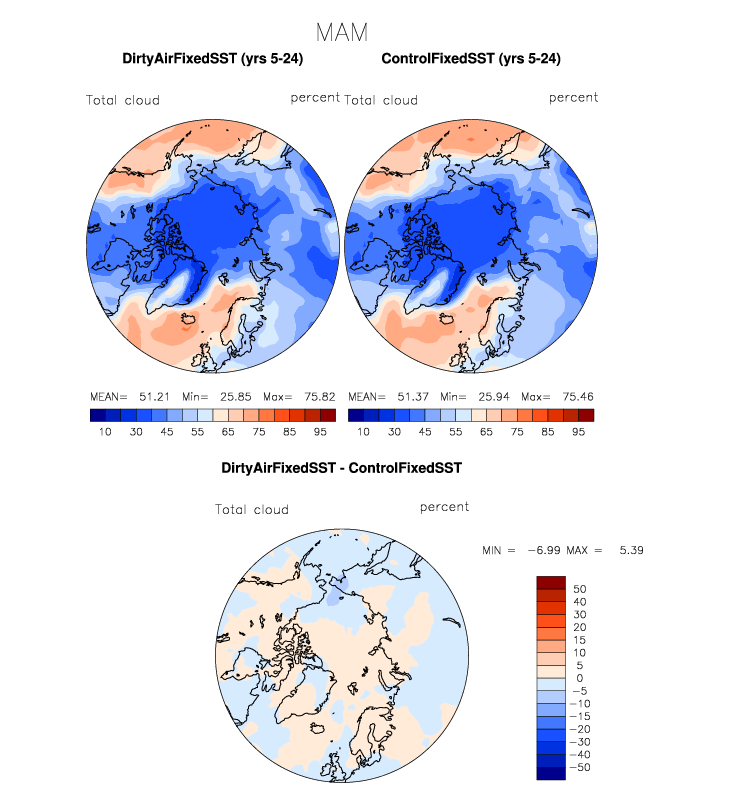 MAM
DirtyAirFixedSST (yrs 5-24) ControlFixedSST (yrs 5-24)
Total cloud percent Total cloud percent
MEAN= 51.21 Min= 25.85 Max= 75.82 MEAN= 51.37 Min= 25.94 Max= 75.46
10 30 45 55 65 75 85 95 10 30 45 55 65 75 85 95
DirtyAirFixedSST - ControlFixedSST
Total cloud percent
MIN = -6.99 MAX = 5.39
50
40
30
20
15
10
5
0
-5
-10
-15
-20
-30
-40
-50